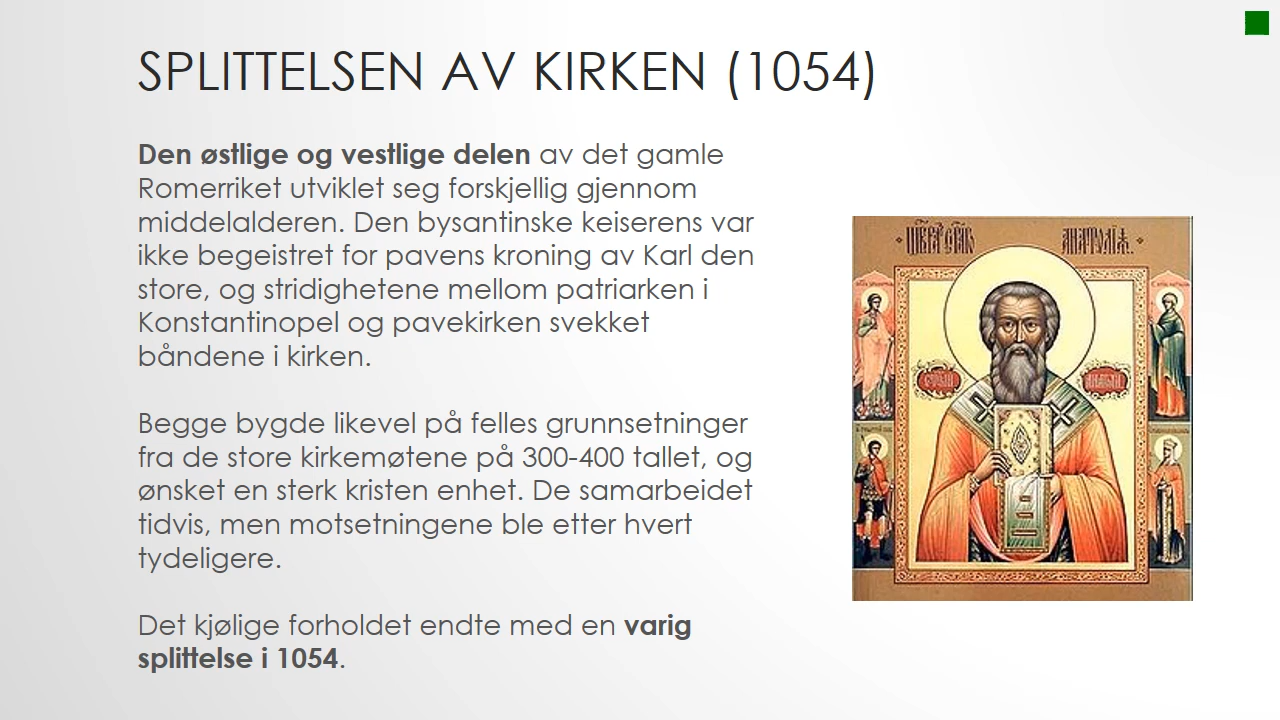 SPLITTELSEN AV KIRKEN (1054)
Den østlige og vestlige delen av det gamle
Romerriket utviklet seg forskjellig gjennom
middelalderen. Den bysantinske keiserens var
ikke begeistret for pavens kroning av Karl den
store, og stridighetene mellom patriarken i
Konstantinopel og pavekirken svekket
båndene i kirken.
Begge bygde likevel på felles grunnsetninger
fra de store kirkemøtene på 300-400 tallet, og
ønsket en sterk kristen enhet. De samarbeidet
tidvis, men motsetningene ble etter hvert
tydeligere.
Det kjølige forholdet endte med en varig
splittelse i 1054.